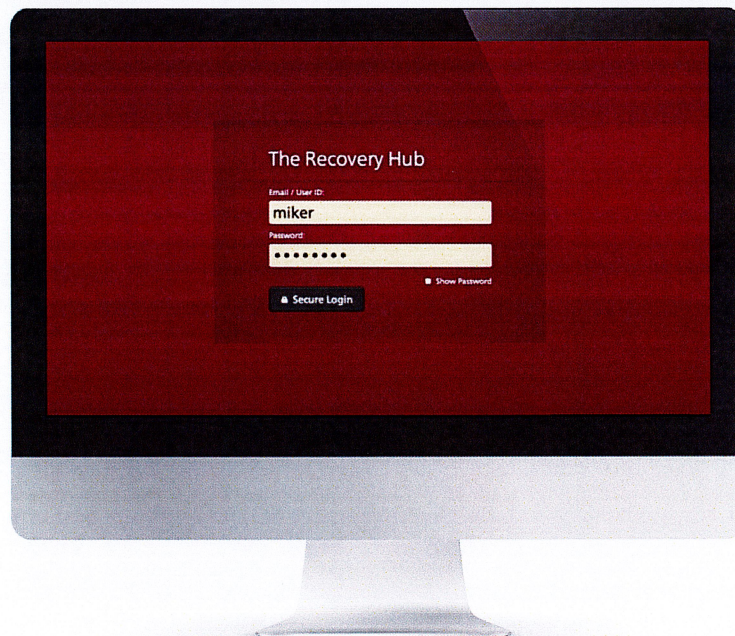 The Recovery Hub
Email / User ID:
miker
Password:
••••••••
Show Password
Secure Login